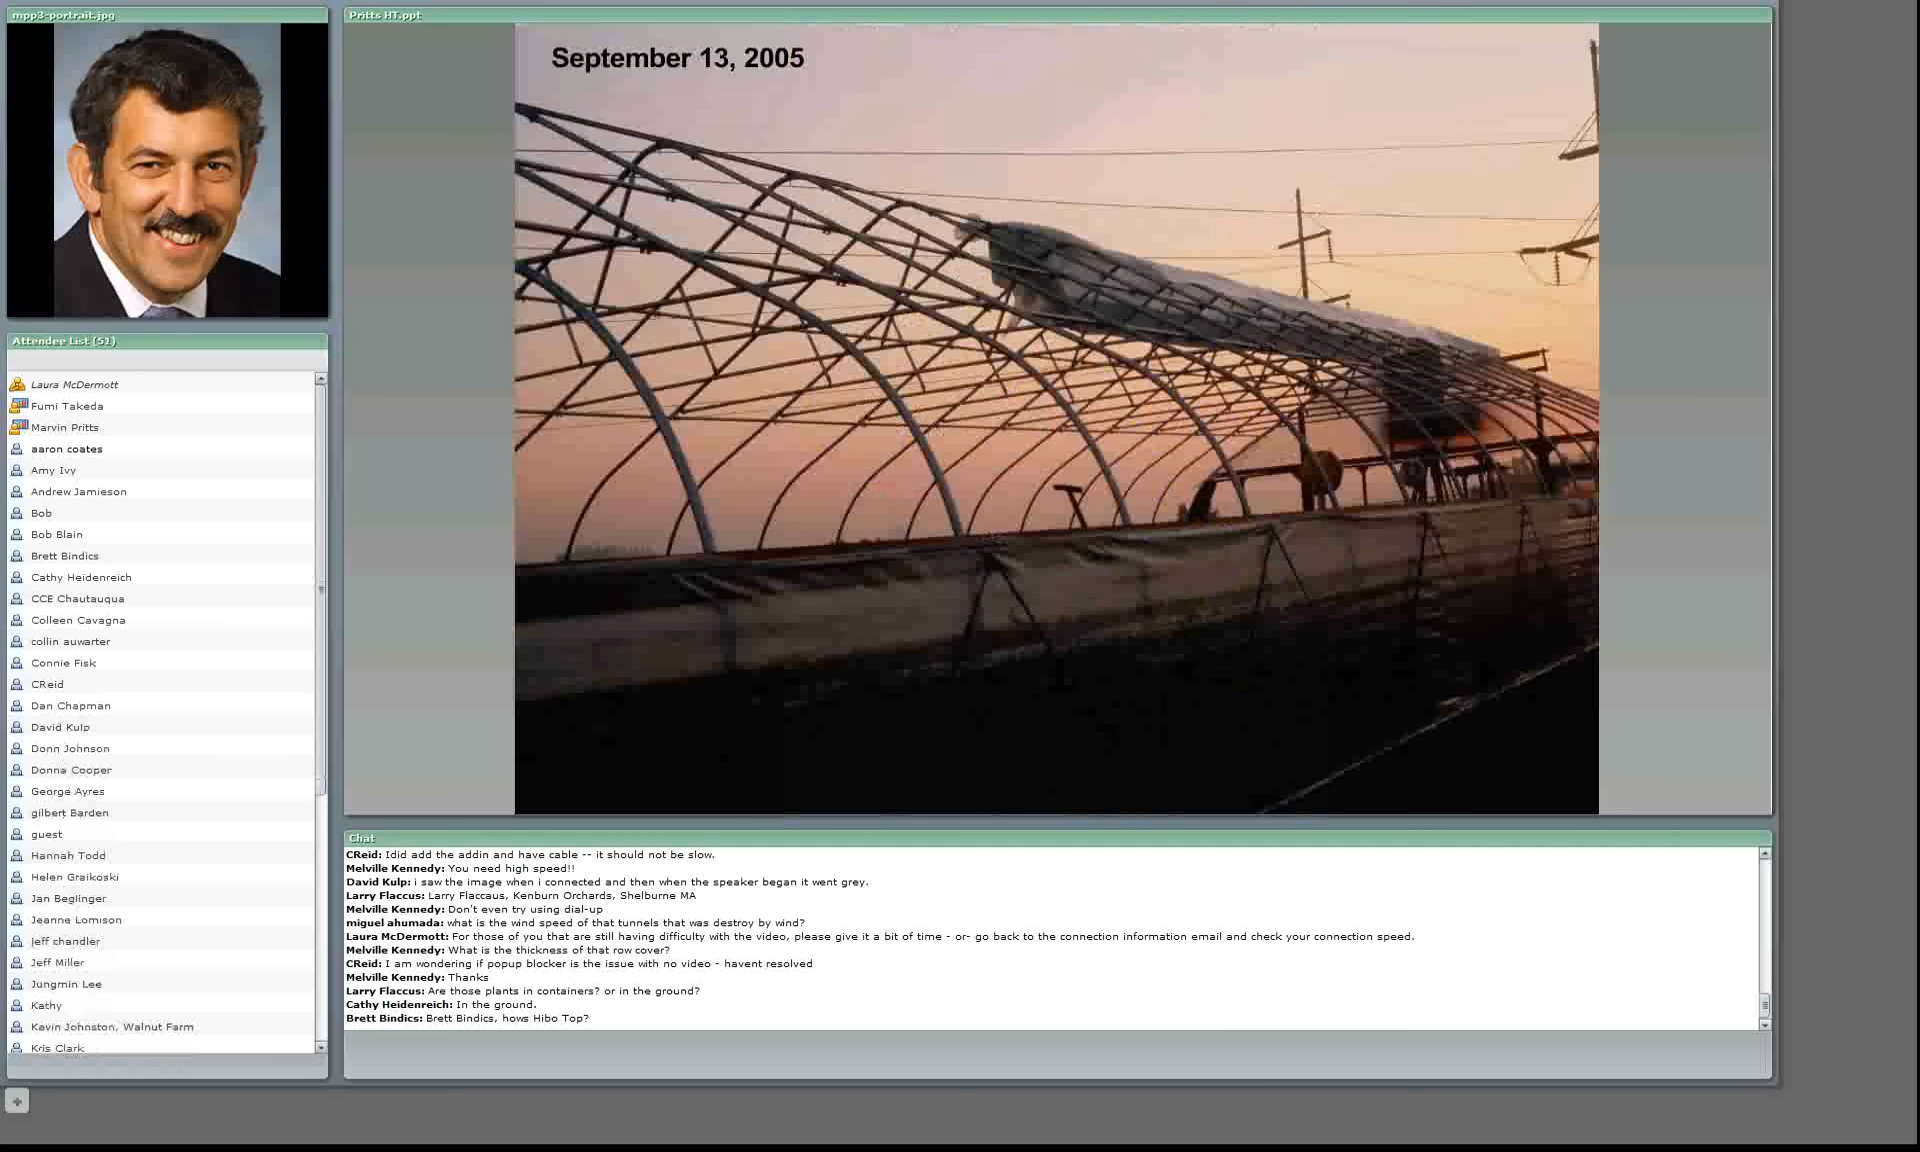 mpp3-portrait.jpg
Attendee List (51)
Laura McDermott
Fumi Takeda
Marvin Pritts
aaron coates
Amy Ivy
Andrew Jamieson
Bob
Bob Blain
Brett Bindics
Cathy Heidenreich
CCE Chautauqua
Colleen Cavagna
collin auwarter
Connie Fisk
CReid
Dan Chapman
David Kulp
Donn Johnson
Donna Cooper
George Ayres
gilbert Barden
guest
Hannah Todd
Helen Graikoski
Jan Beglinger
Jeanne Lomison
jeff chandler
Jeff Miller
Jungmin Lee
Kathy
Kavin Johnston, Walnut Farm
Kris Clark
Pritts HT.ppt
September 13, 2005
Chat
CReid: Idid add the addin and have cable -- it should not be slow.
Melville Kennedy: You need high speed!!
David Kulp: i saw the image when i connected and then when the speaker began it went grey.
Larry Flaccus: Larry Flaccaus, Kenburn Orchards, Shelburne MA
Melville Kennedy: Don't even try using dial-up
miguel ahumada: what is the wind speed of that tunnels that was destroy by wind?
Laura McDermott: For those of you that are still having difficulty with the video, please give it a bit of time - or- go back to the connection information email and check your connection speed.
Melville Kennedy: What is the thickness of that row cover?
CReid: I am wondering if popup blocker is the issue with no video - havent resolved
Melville Kennedy: Thanks
Larry Flaccus: Are those plants in containers? or in the ground?
Cathy Heidenreich: In the ground.
Brett Bindics: Brett Bindics, hows Hibo Top?